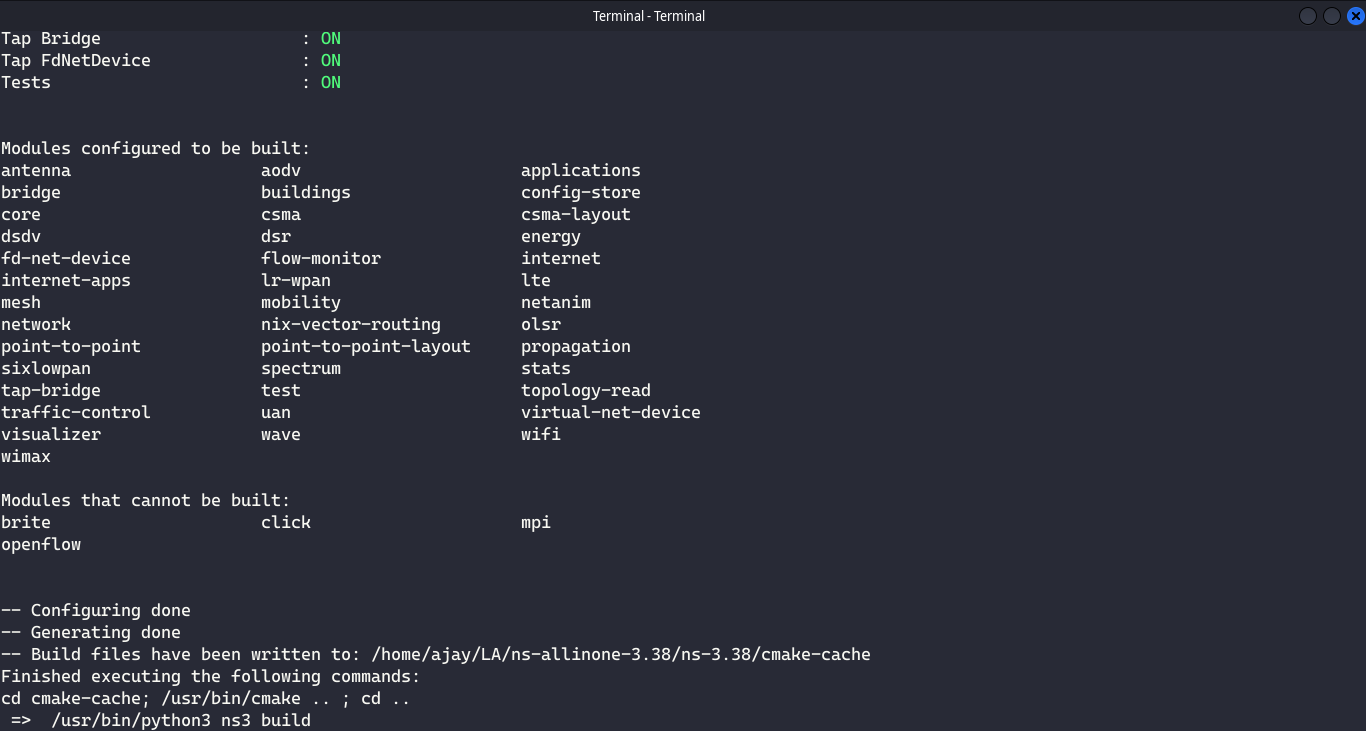 Terminal - Terminal
Tap Bridge : ON
Tap FdNetDevice : ON
Tests : ON
Modules configured to be built:
antenna aodv applications
bridge buildings config-store
core csma csma-layout
dsdv dsr energy
fd-net-device flow-monitor internet
internet-apps lr-wpan lte
mesh mobility netanim
network nix-vector-routing olsr
point-to-point point-to-point-layout propagation
sixlowpan spectrum stats
tap-bridge test topology-read
traffic-control uan virtual-net-device
visualizer wave wifi
wimax
Modules that cannot be built:
brite click mpi
openflow
-- Configuring done
-- Generating done
-- Build files have been written to: /home/ajay/LA/ns-allinone-3.38/ns-3.38/cmake-cache
Finished executing the following commands:
cd cmake-cache; /usr/bin/cmake .. ; cd ..
=> /usr/bin/python3 ns3 build